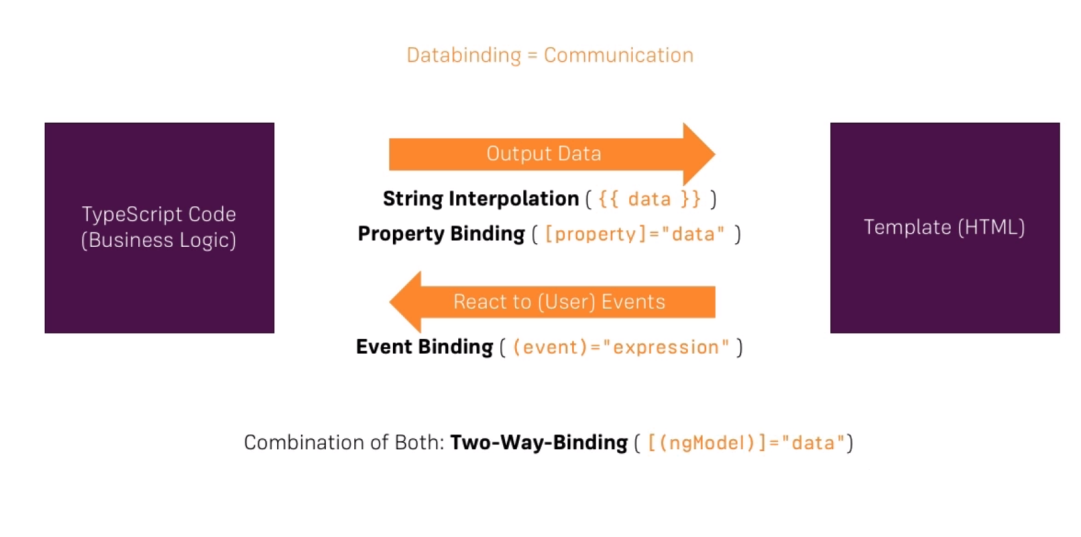 Databinding = Communication
TypeScript Code
(Business Logic)
Output Data
String Interpolation ( {{ data }} )
Property Binding ( [property]="data" )
React to (User) Events
Event Binding ( (event)="expression" )
Template (HTML)
Combination of Both: Two-Way-Binding ( [(ngModel)]="data")